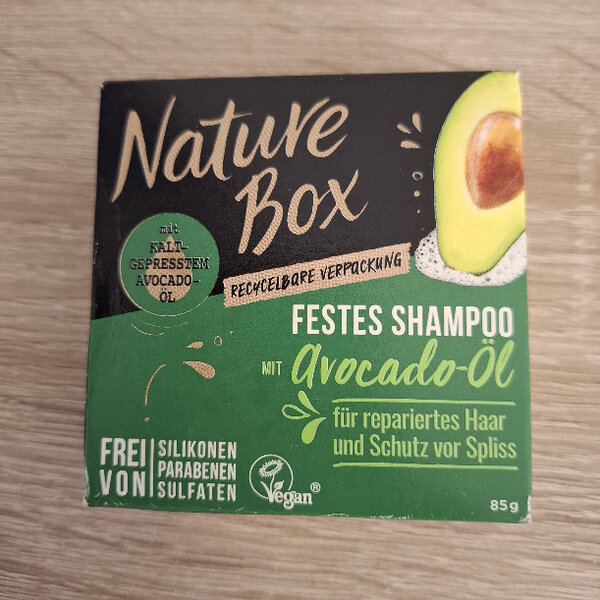 Nature
Box
mit
KALT-
GEPRESSTEM
AVOCADO-
ÖL
RECYCELBARE VERPACKUNG
FESTES SHAMPOO
MIT Avocado-Öl
für repariertes Haar
und Schutz vor Spliss
FREI
VON
SILIKONEN
PARABENEN
SULFATEN
Vegan®
85g